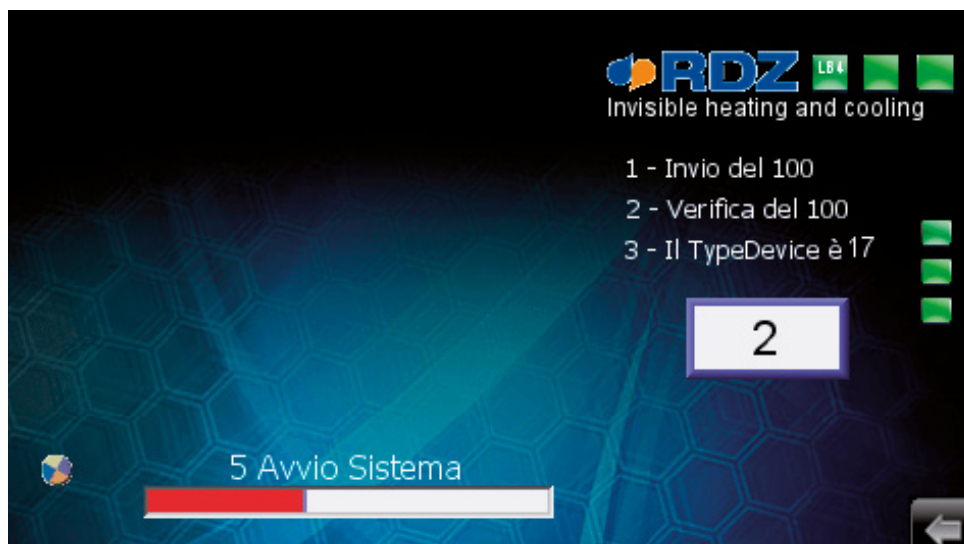 RDZ LB4
Invisible heating and cooling
1 - Invio del 100
2 - Verifica del 100
3 - Il TypeDevice è 17
2
5 Avvio Sistema